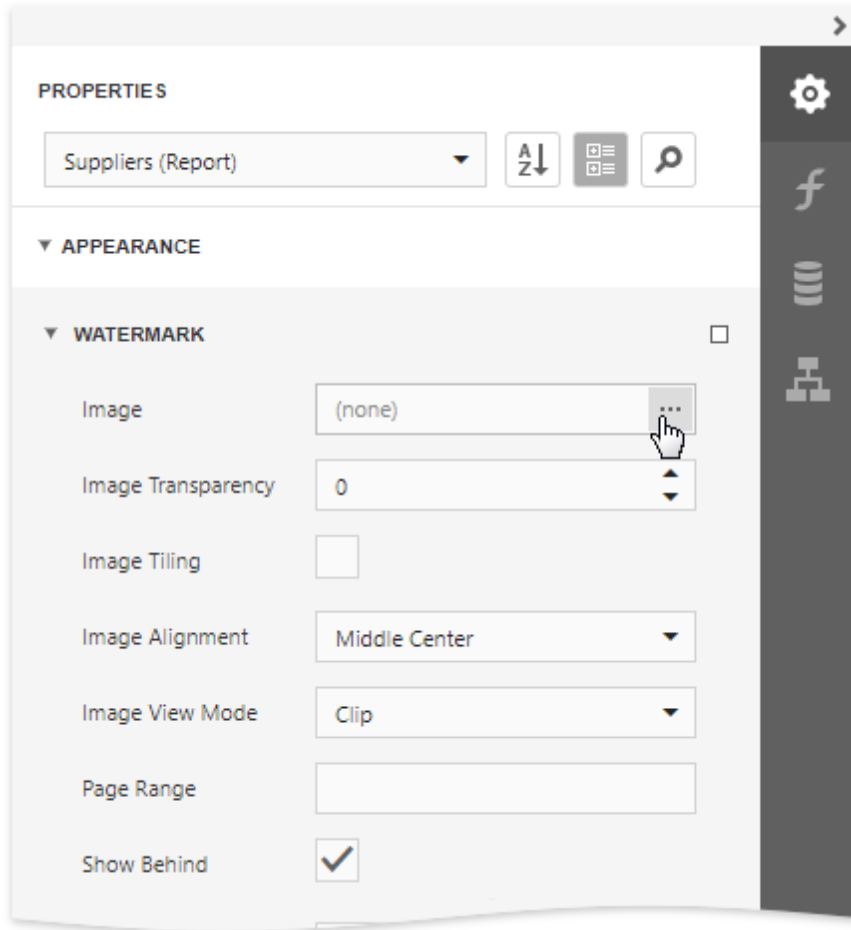 PROPERTIES
Suppliers (Report)
A
Z
APPEARANCE
WATERMARK
Image (none) ...
Image Transparency 0
Image Tiling
Image Alignment Middle Center
Image View Mode Clip
Page Range
Show Behind